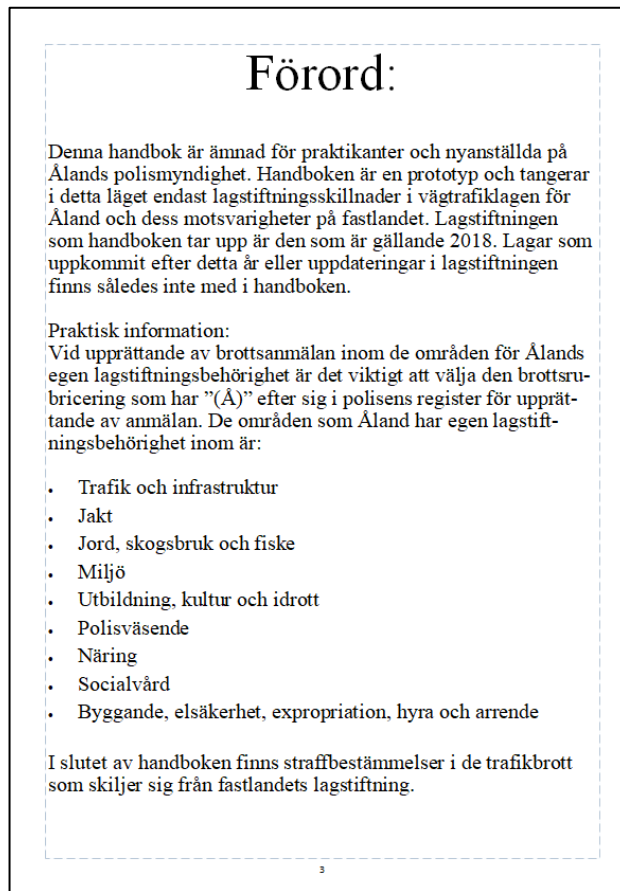 Förord:
Denna handbok är ämnad för praktikanter och nyanställda på
Ålands polismyndighet. Handboken är en prototyp och tangerar
i detta läget endast lagstiftningsskillnader i vägtrafiklagen för
Åland och dess motsvarigheter på fastlandet. Lagstiftningen
som handboken tar upp är den som är gällande 2018. Lagar som
uppkommit efter detta år eller uppdateringar i lagstiftningen
finns således inte med i handboken.
Praktisk information:
Vid upprättande av brottsanmälan inom de områden för Ålands
egen lagstiftningsbehörighet är det viktigt att välja den brottsru-
bricering som har ”(Å)” efter sig i polisens register för upprät-
tande av anmälan. De områden som Åland har egen lagstift-
ningsbehörighet inom är:
• Trafik och infrastruktur
• Jakt
• Jord, skogsbruk och fiske
• Miljö
• Utbildning, kultur och idrott
• Polisväsende
• Näring
• Socialvård
• Byggande, elsäkerhet, expropriation, hyra och arrende
I slutet av handboken finns straffbestämmelser i de trafikbrott
som skiljer sig från fastlandets lagstiftning.
3